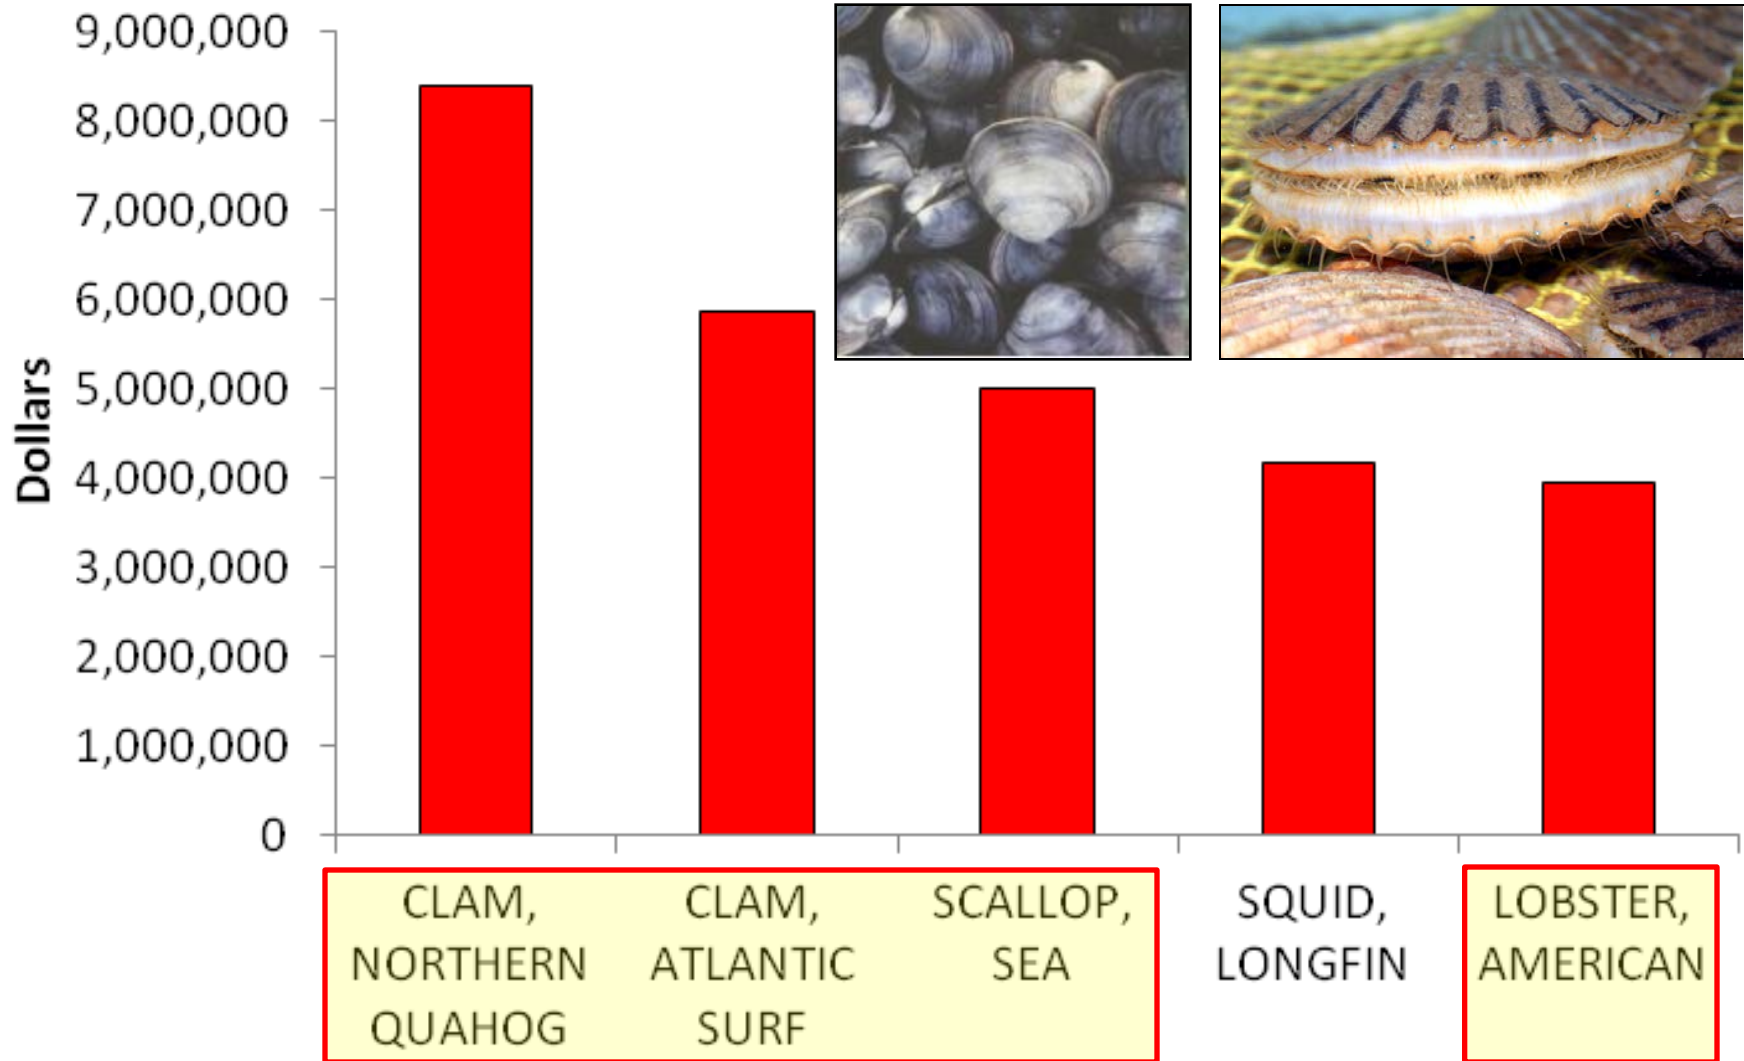 9,000,000
8,000,000
7,000,000
6,000,000
5,000,000
4,000,000
3,000,000
2,000,000
1,000,000
0
Dollars
CLAM,
NORTHERN
QUAHOG
CLAM,
ATLANTIC
SURF
SCALLOP,
SEA
SQUID,
LONGFIN
LOBSTER,
AMERICAN